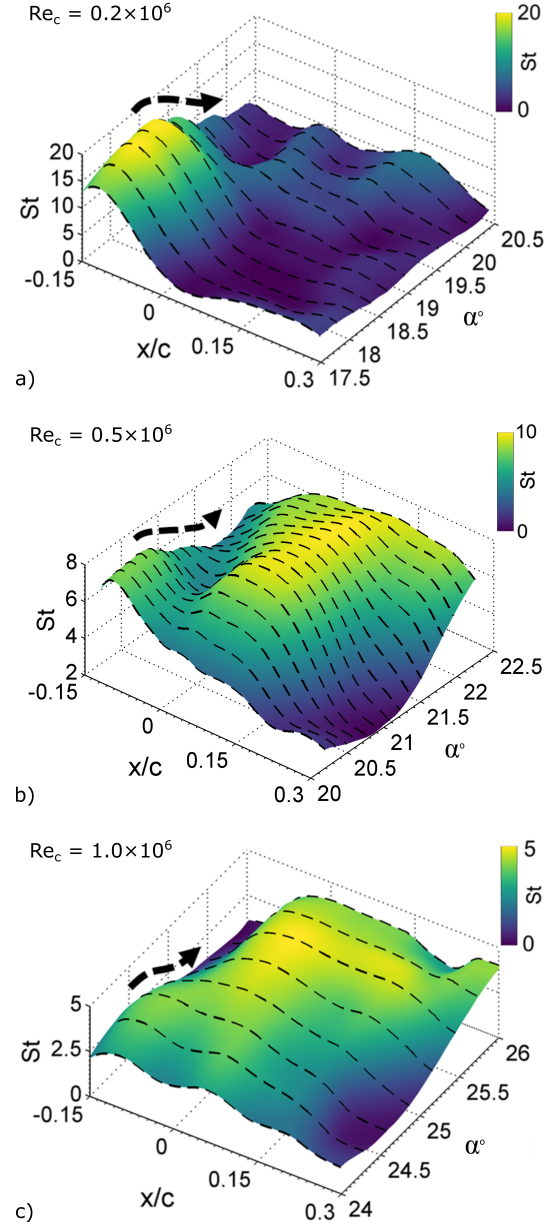 Re_c = 0.2×10^6
20
St
0
20
15
10
5
0
St
-0.15
0
0.15
0.3
x/c
17.5
18
18.5
19
19.5
20
20.5
α°
a)
Re_c = 0.5×10^6
10
St
0
8
6
4
2
St
-0.15
0
0.15
0.3
x/c
20
20.5
21
21.5
22
22.5
α°
b)
Re_c = 1.0×10^6
5
St
0
5
2.5
0
St
-0.15
0
0.15
0.3
x/c
24
24.5
25
25.5
26
α°
c)